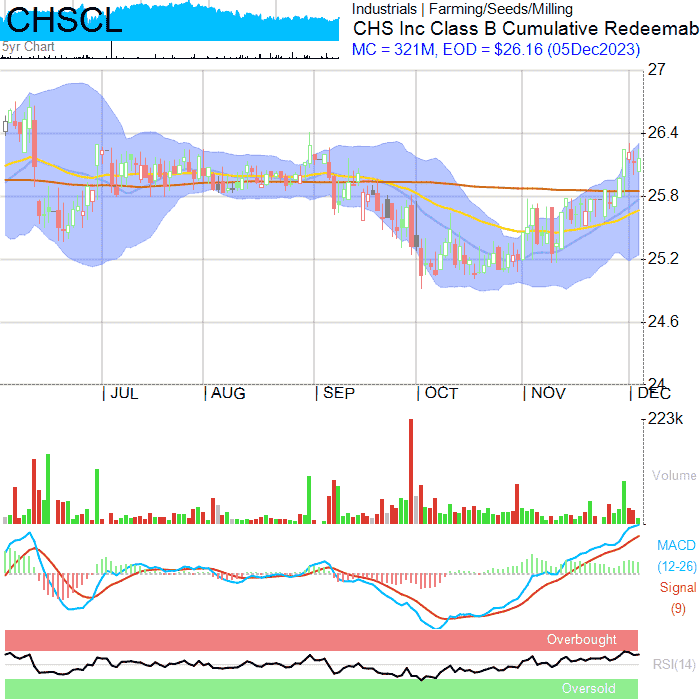 CHSCL
5yr Chart
Industrials | Farming/Seeds/Milling
CHS Inc Class B Cumulative Redeemab
MC = 321M, EOD = $26.16 (05Dec2023)
27
26.4
25.8
25.2
24.6
24
JUL
AUG
SEP
OCT
NOV
DEC
223k
Volume
MACD
(12-26)
Signal
(9)
Overbought
RSI(14)
Oversold